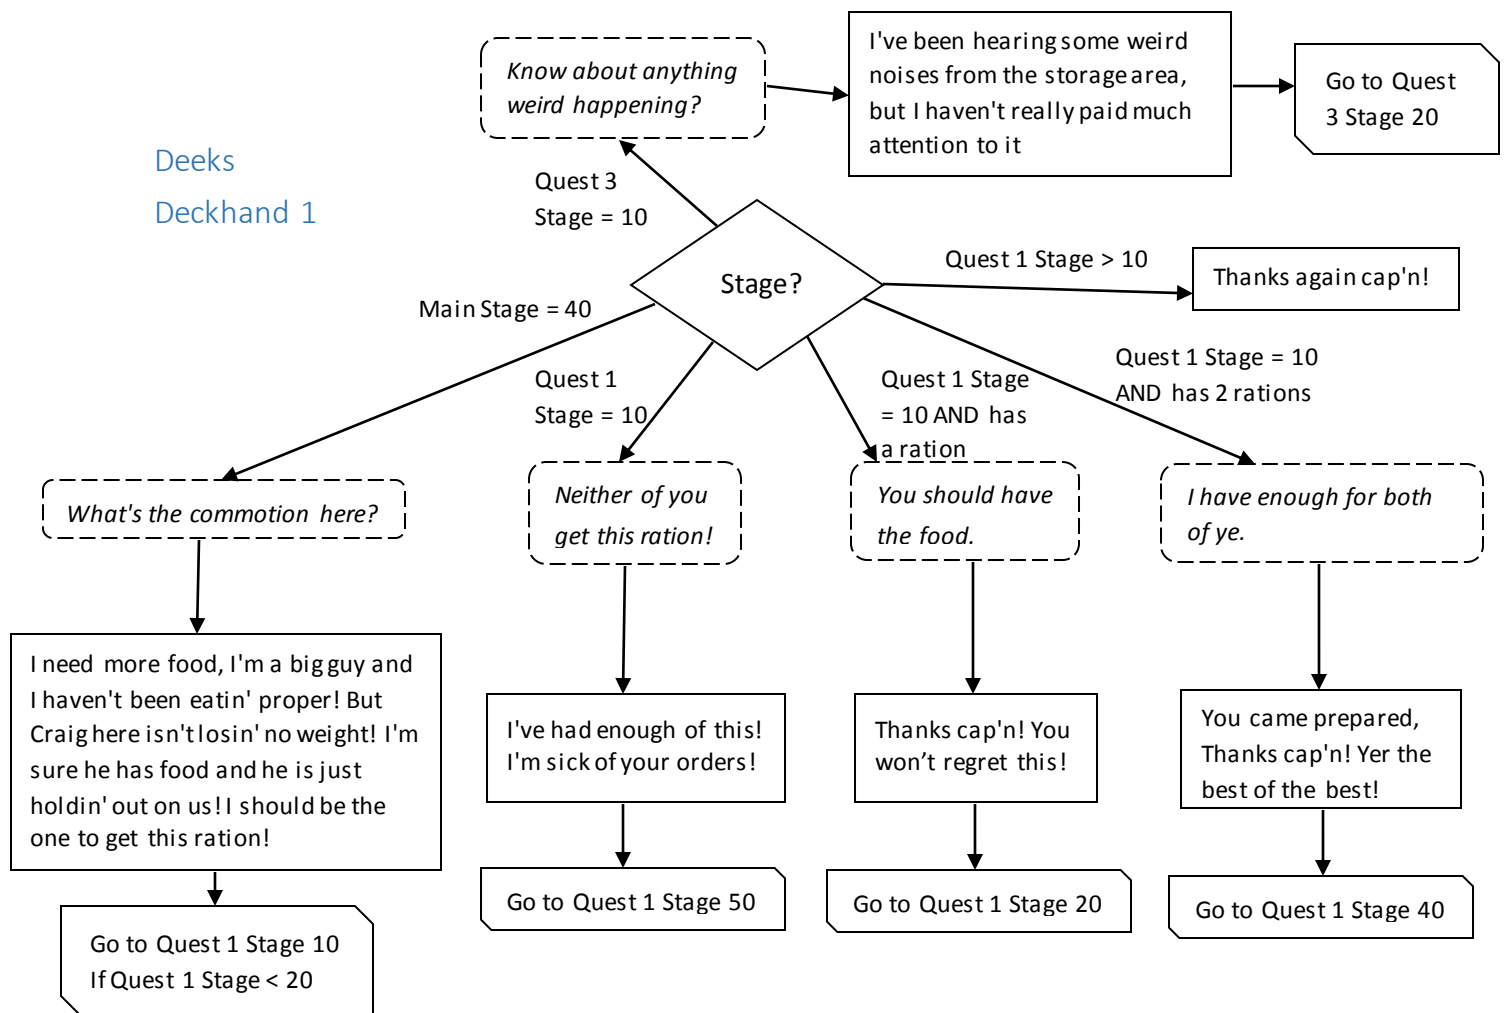 Know about anything
weird happening?
I've been hearing some weird
noises from the storage area,
but I haven't really paid much
attention to it
Go to Quest
3 Stage 20
Deeks
Deckhand 1
Quest 3
Stage = 10
Stage?
Quest 1 Stage > 10
Thanks again cap'n!
Main Stage = 40
Quest 1
Stage = 10
Quest 1 Stage
= 10 AND has
a ration
Quest 1 Stage = 10
AND has 2 rations
What's the commotion here?
Neither of you
get this ration!
You should have
the food.
I have enough for both
of ye.
I need more food, I'm a big guy and
I haven't been eatin' proper! But
Craig here isn't losin' no weight! I'm
sure he has food and he is just
holdin' out on us! I should be the
one to get this ration!
I've had enough of this!
I'm sick of your orders!
Thanks cap'n! You
won’t regret this!
You came prepared,
Thanks cap'n! Yer the
best of the best!
Go to Quest 1 Stage 10
If Quest 1 Stage < 20
Go to Quest 1 Stage 50
Go to Quest 1 Stage 20
Go to Quest 1 Stage 40